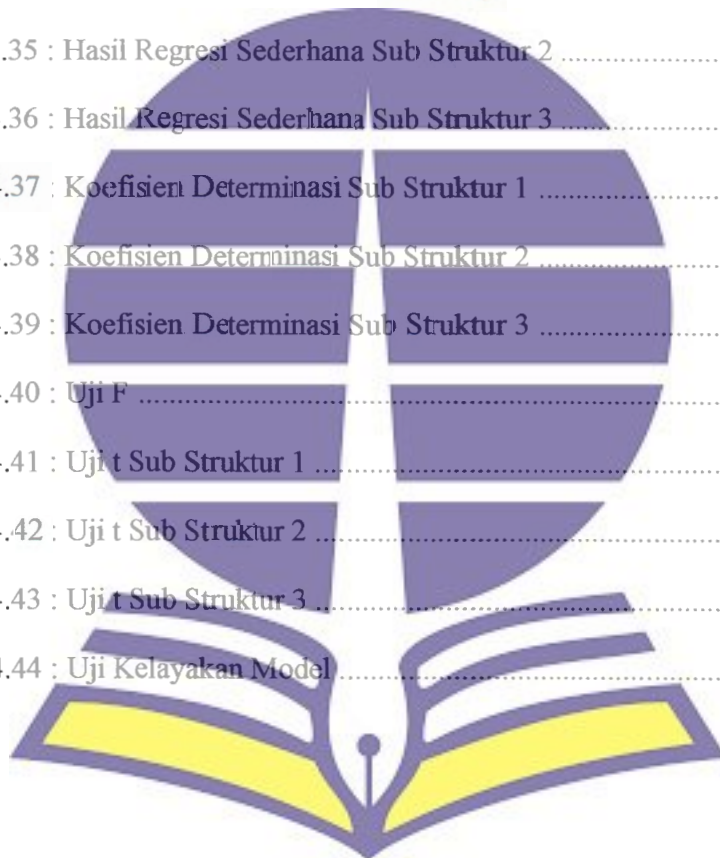 .35 : Hasil Regresi Sederhana Sub Struktur 2 ....................
.36 : Hasil Regresi Sederhana Sub Struktur 3 ....................
.37 : Koefisien Determinasi Sub Struktur 1 ....................
.38 : Koefisien Determinasi Sub Struktur 2 ....................
.39 : Koefisien Determinasi Sub Struktur 3 ....................
.40 : Uji F ....................
.41 : Uji t Sub Struktur 1 ....................
.42 : Uji t Sub Struktur 2 ....................
.43 : Uji t Sub Struktur 3 ....................
4.44 : Uji Kelayakan Model ....................